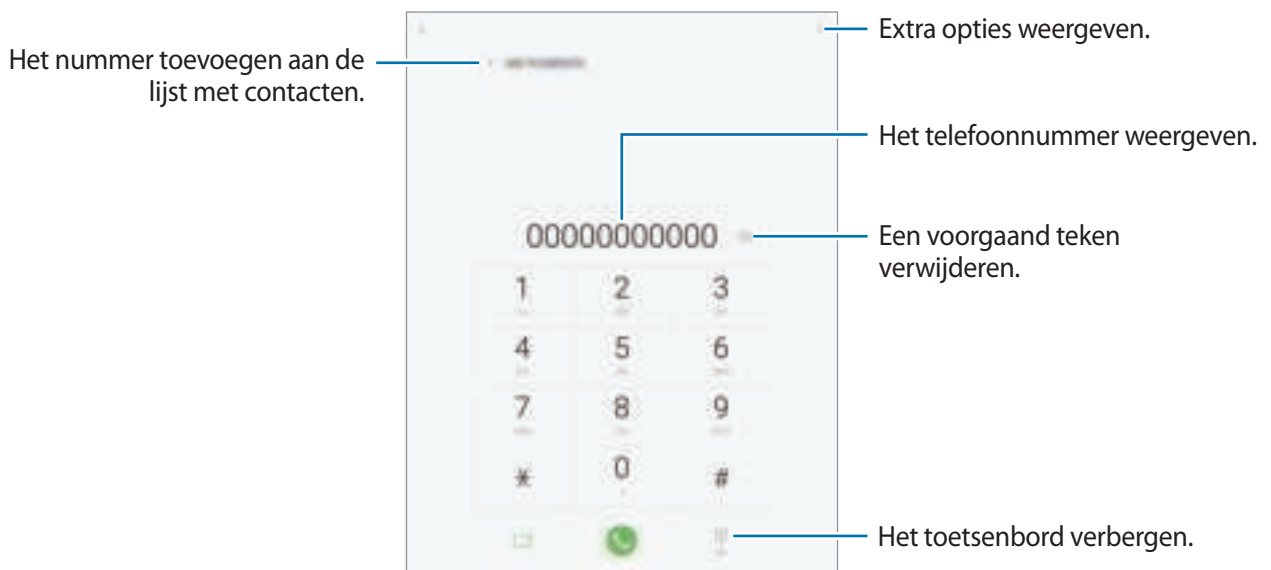 Extra opties weergeven.
Het nummer toevoegen aan de
lijst met contacten.
Het telefoonnummer weergeven.
00000000000
Een voorgaand teken
verwijderen.
1 2 3
4 5 6
7 8 9
* 0 #
Het toetsenbord verbergen.